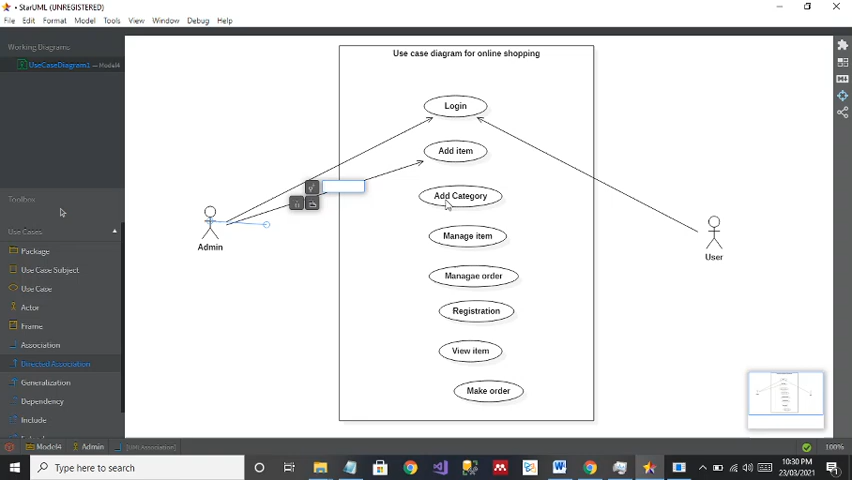 StarUML (UNREGISTERED)
File Edit Format Model Tools View Window Debug Help
Working Diagrams
UseCaseDiagram1 — Model4
Toolbox
Use Cases
Package
Use Case Subject
Use Case
Actor
Frame
Association
Directed Association
Generalization
Dependency
Include
Use case diagram for online shopping
Login
Add item
Add Category
Manage item
Managae order
Registration
View item
Make order
Admin
User
Model4 Admin (UMLAssociation)
100%
Type here to search
10:30 PM
23/03/2021